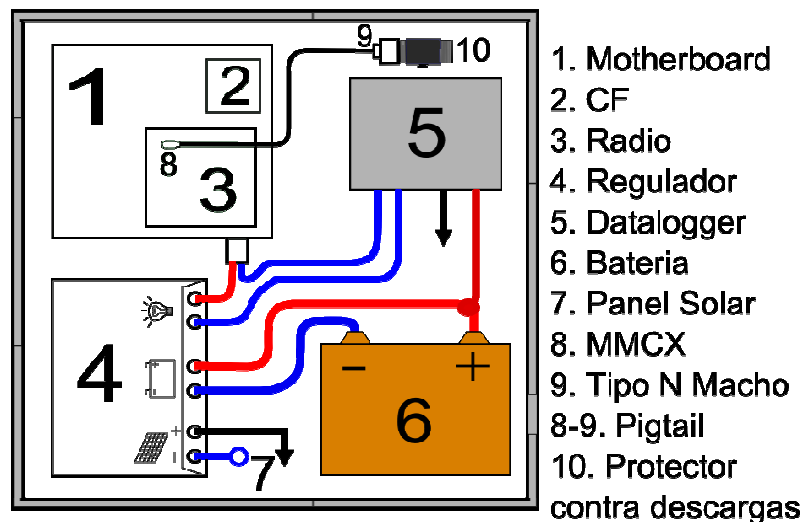 1
2
3
8
9
10
5
4
+
-
7
6
-
+
1. Motherboard
2. CF
3. Radio
4. Regulador
5. Datalogger
6. Bateria
7. Panel Solar
8. MMCX
9. Tipo N Macho
8-9. Pigtail
10. Protector
contra descargas